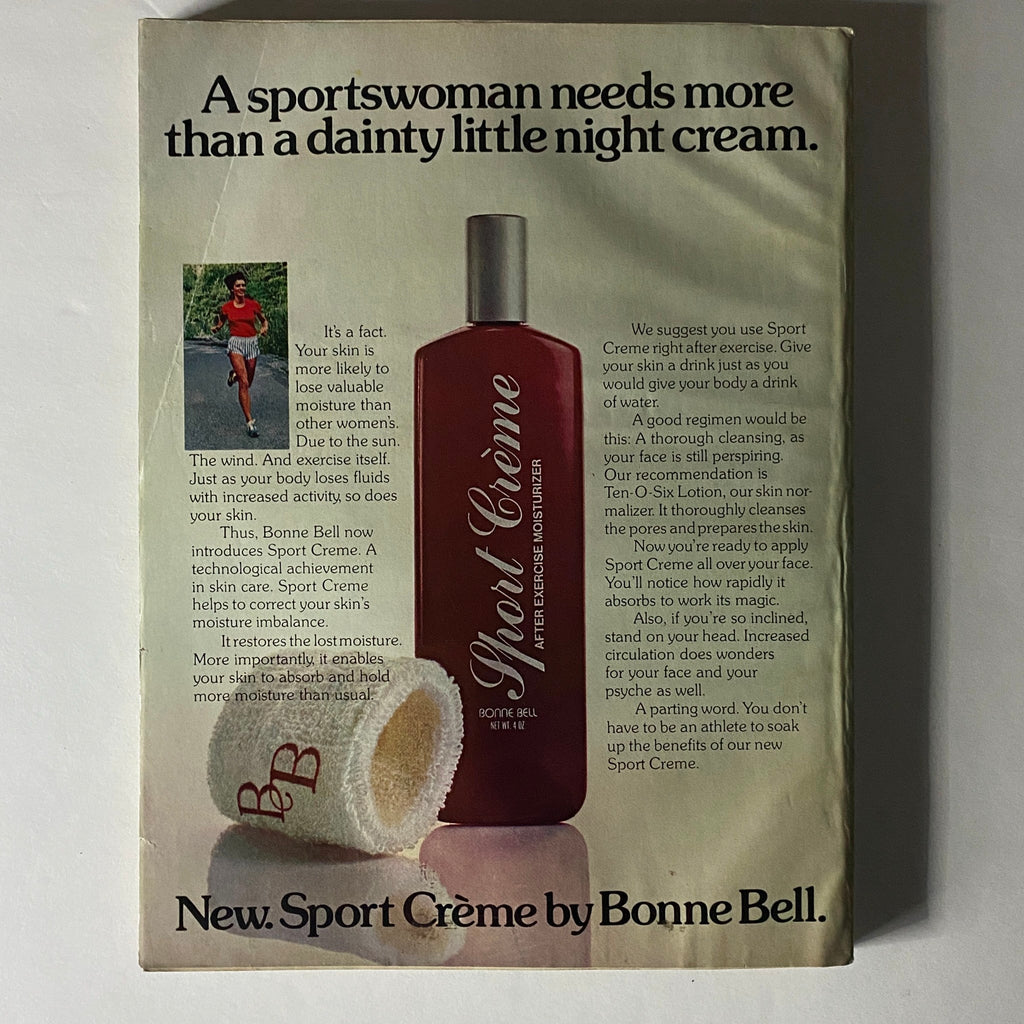 A sportswoman needs more
than a dainty little night cream.
It's a fact.
Your skin is
more likely to
lose valuable
moisture than
other women's.
Due to the sun.
The wind. And exercise itself.
Just as your body loses fluids
with increased activity, so does
your skin.
Thus, Bonne Bell now
introduces Sport Creme. A
technological achievement
in skin care. Sport Creme
helps to correct your skin's
moisture imbalance.
It restores the lost moisture.
More importantly, it enables
your skin to absorb and hold
more moisture than usual.
BB
Sport Crème
AFTER EXERCISE MOISTURIZER
BONNE BELL
NET WT. 4 OZ
We suggest you use Sport
Creme right after exercise. Give
your skin a drink just as you
would give your body a drink
of water.
A good regimen would be
this: A thorough cleansing, as
your face is still perspiring.
Our recommendation is
Ten-O-Six Lotion, our skin nor-
malizer. It thoroughly cleanses
the pores and prepares the skin.
Now you're ready to apply
Sport Creme all over your face.
You'll notice how rapidly it
absorbs to work its magic.
Also, if you're so inclined,
stand on your head. Increased
circulation does wonders
for your face and your
psyche as well.
A parting word. You don't
have to be an athlete to soak
up the benefits of our new
Sport Creme.
New. Sport Crème by Bonne Bell.